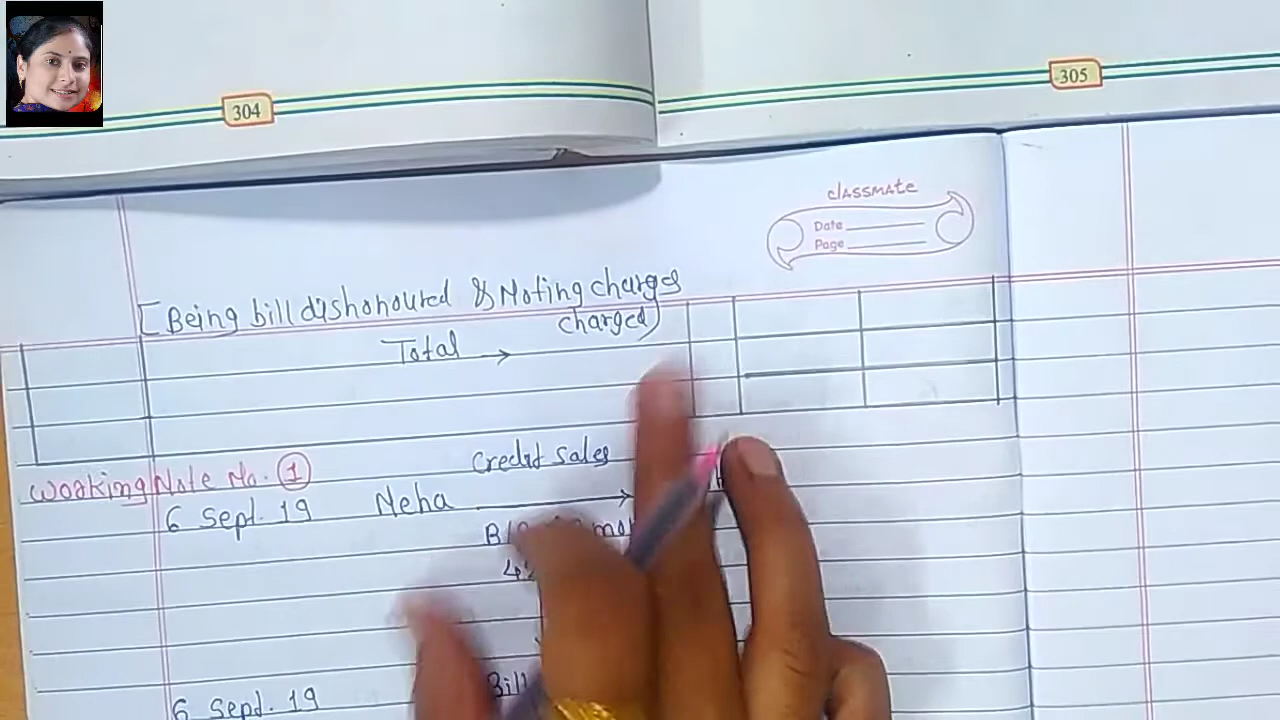 304
305
classmate
Date
Page
[Being bill dishonoured & Noting charges
charged)
Total →
Working Note No. ①
Credit Sales
6 Sept. 19 Neha
6 Sept. 19
Bill